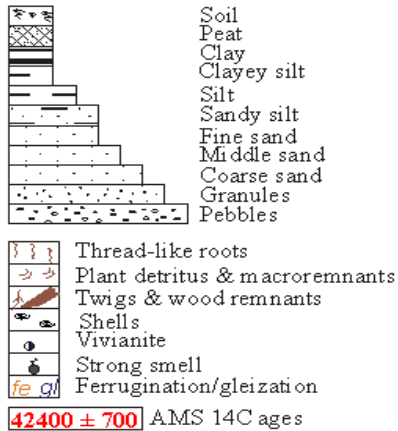 Soil
Peat
Clay
Clayey silt
Silt
Sandy silt
Fine sand
Middle sand
Coarse sand
Granules
Pebbles
Thread-like roots
Plant detritus & macroremnants
Twigs & wood remnants
Shells
Vivianite
Strong smell
fe gl Ferrugination/gleization
42400 ± 700 AMS 14C ages